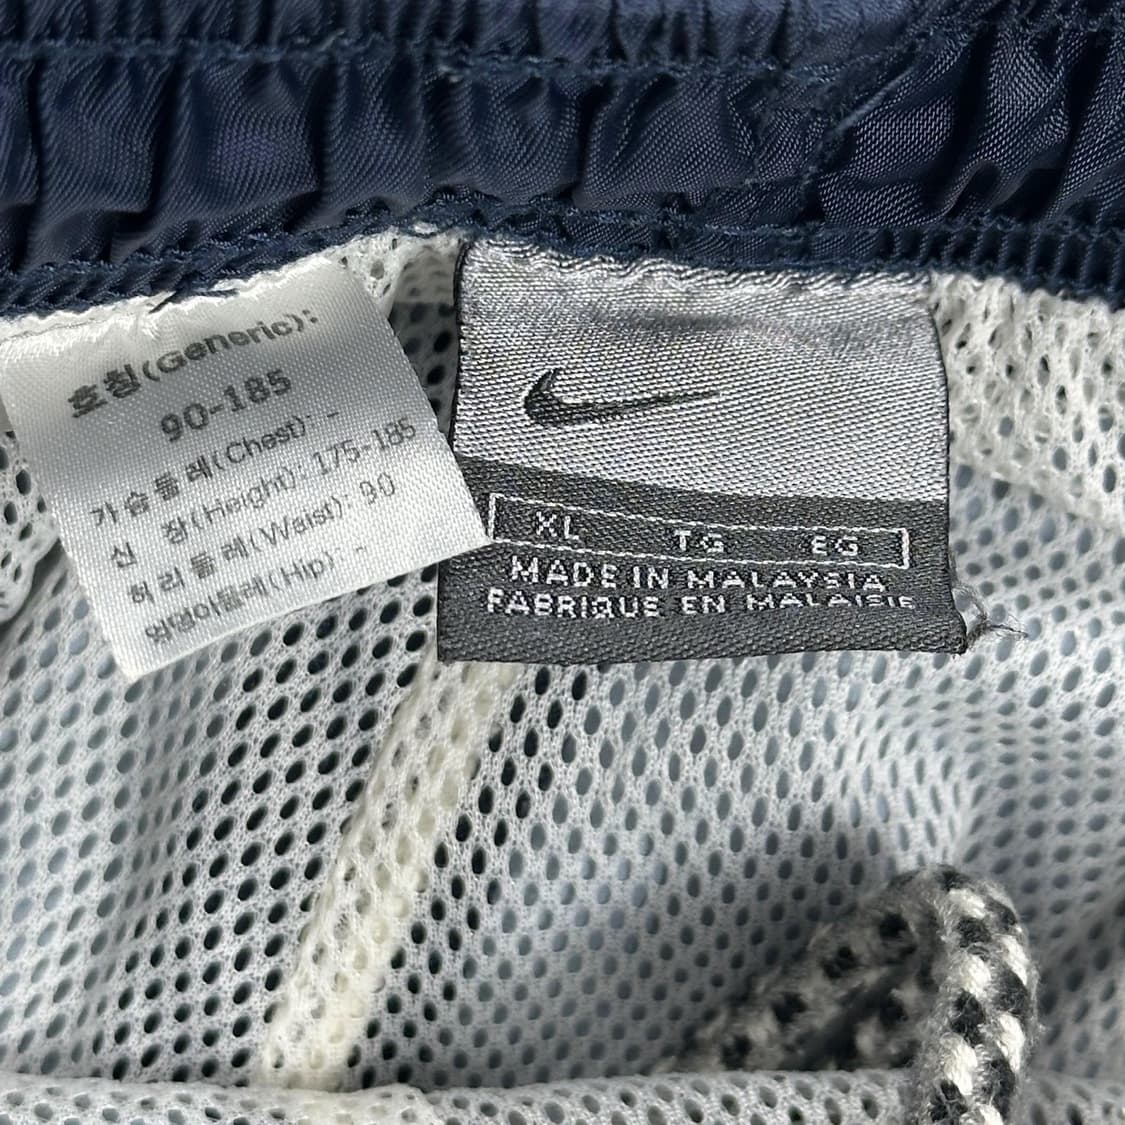 호칭(Generic):
90-185
가슴둘레(Chest): -
신 장(Height): 175-185
허리둘레(Waist): 90
엉덩이둘레(Hip): -
XL TG EG
MADE IN MALAYSIA
FABRIQUE EN MALAISIE